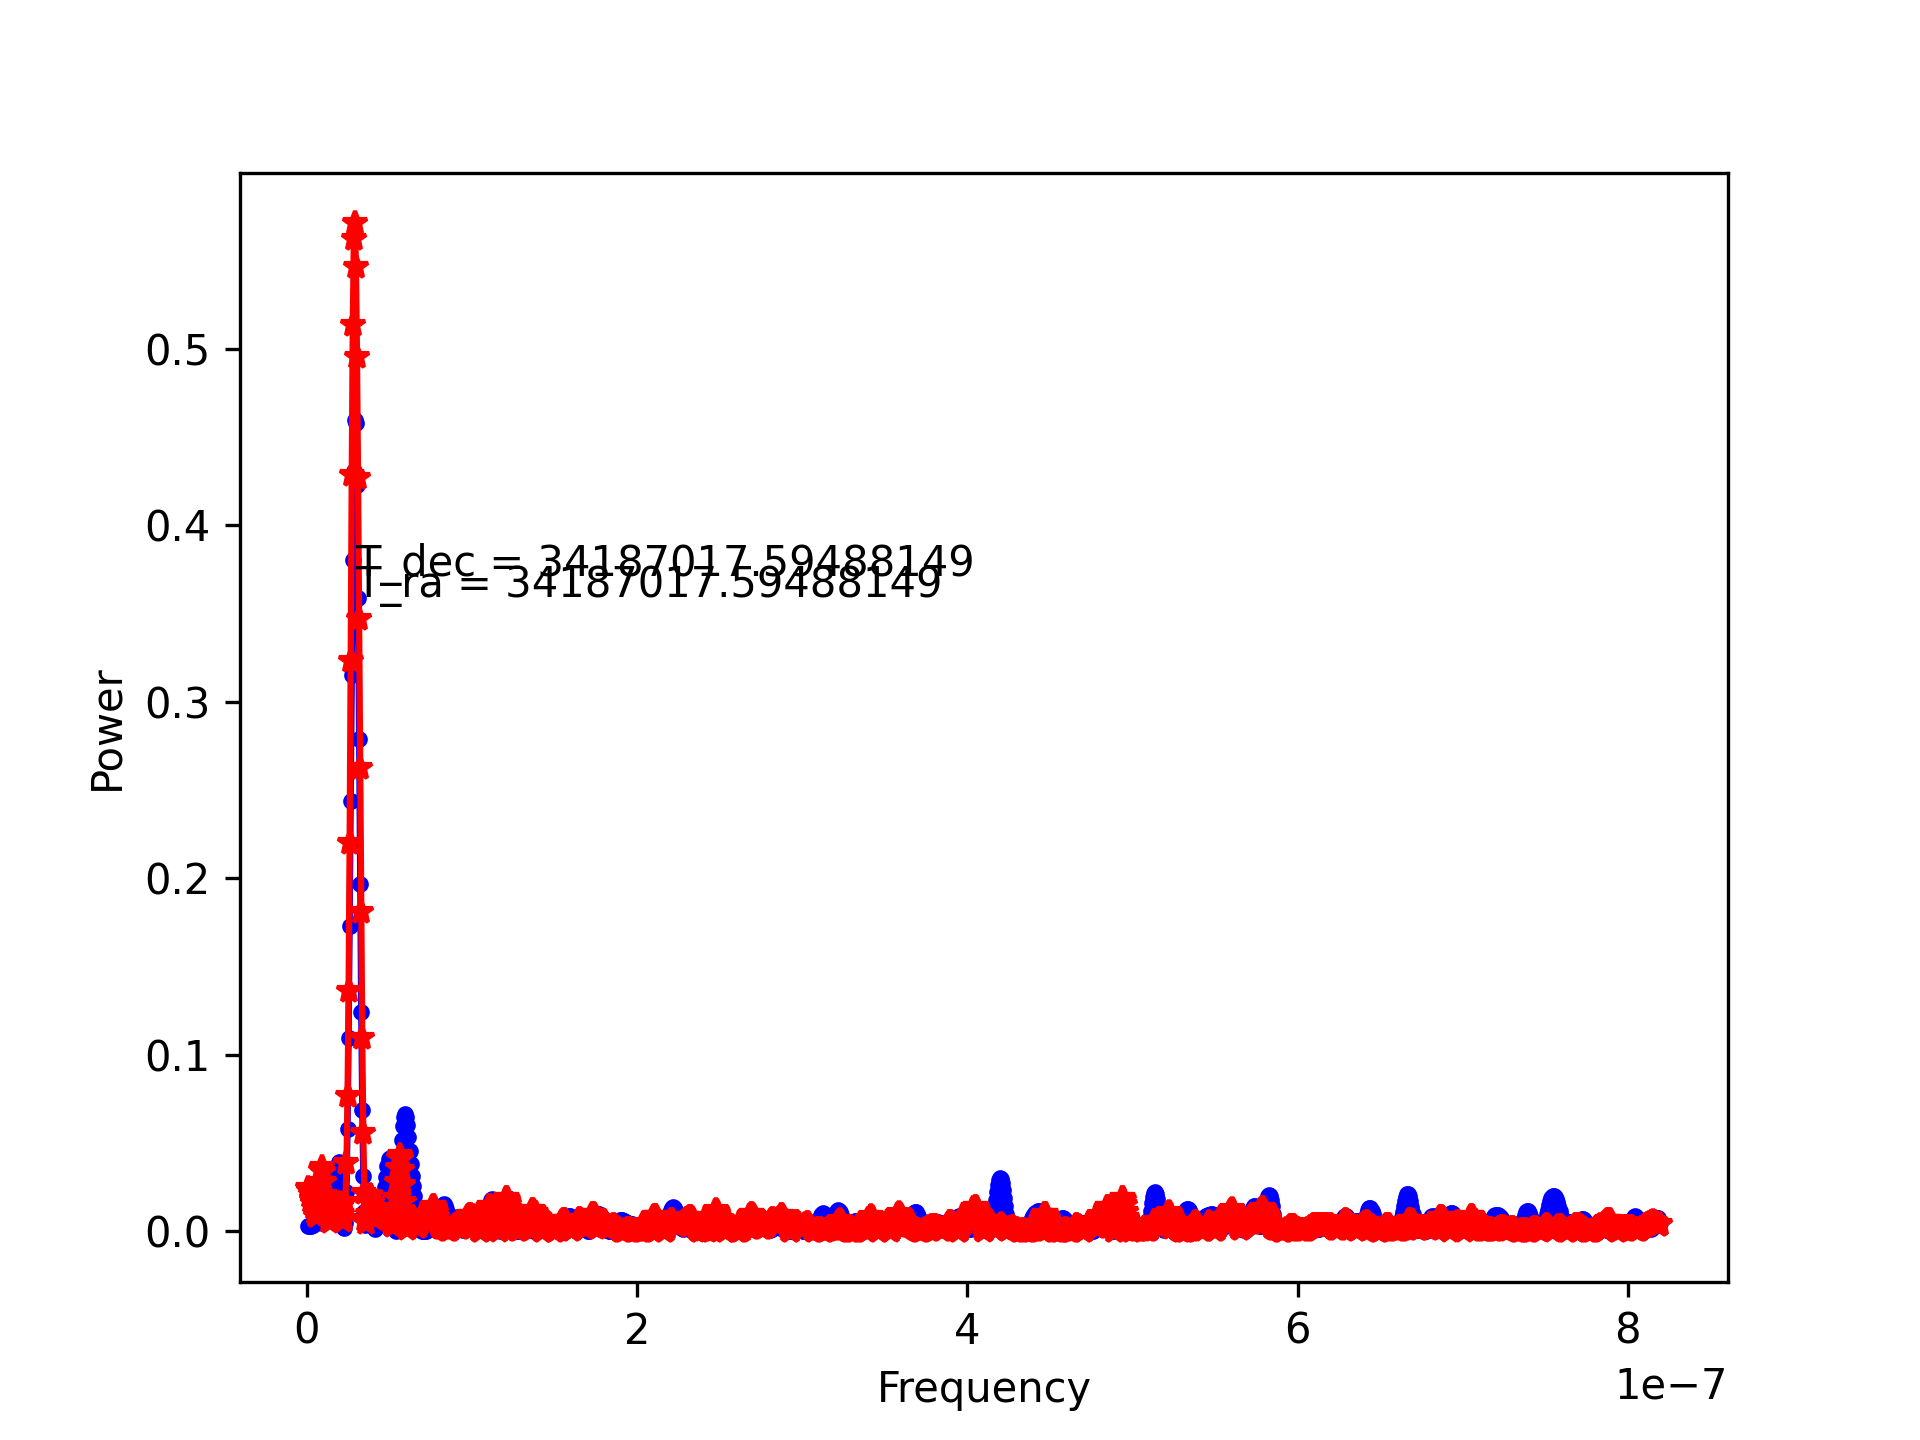 0.5
0.4
T_dec = 34187017.59488149
T_ra = 34187017.59488149
0.3
0.2
0.1
0.0
Power
0 2 4 6 8
1e−7
Frequency